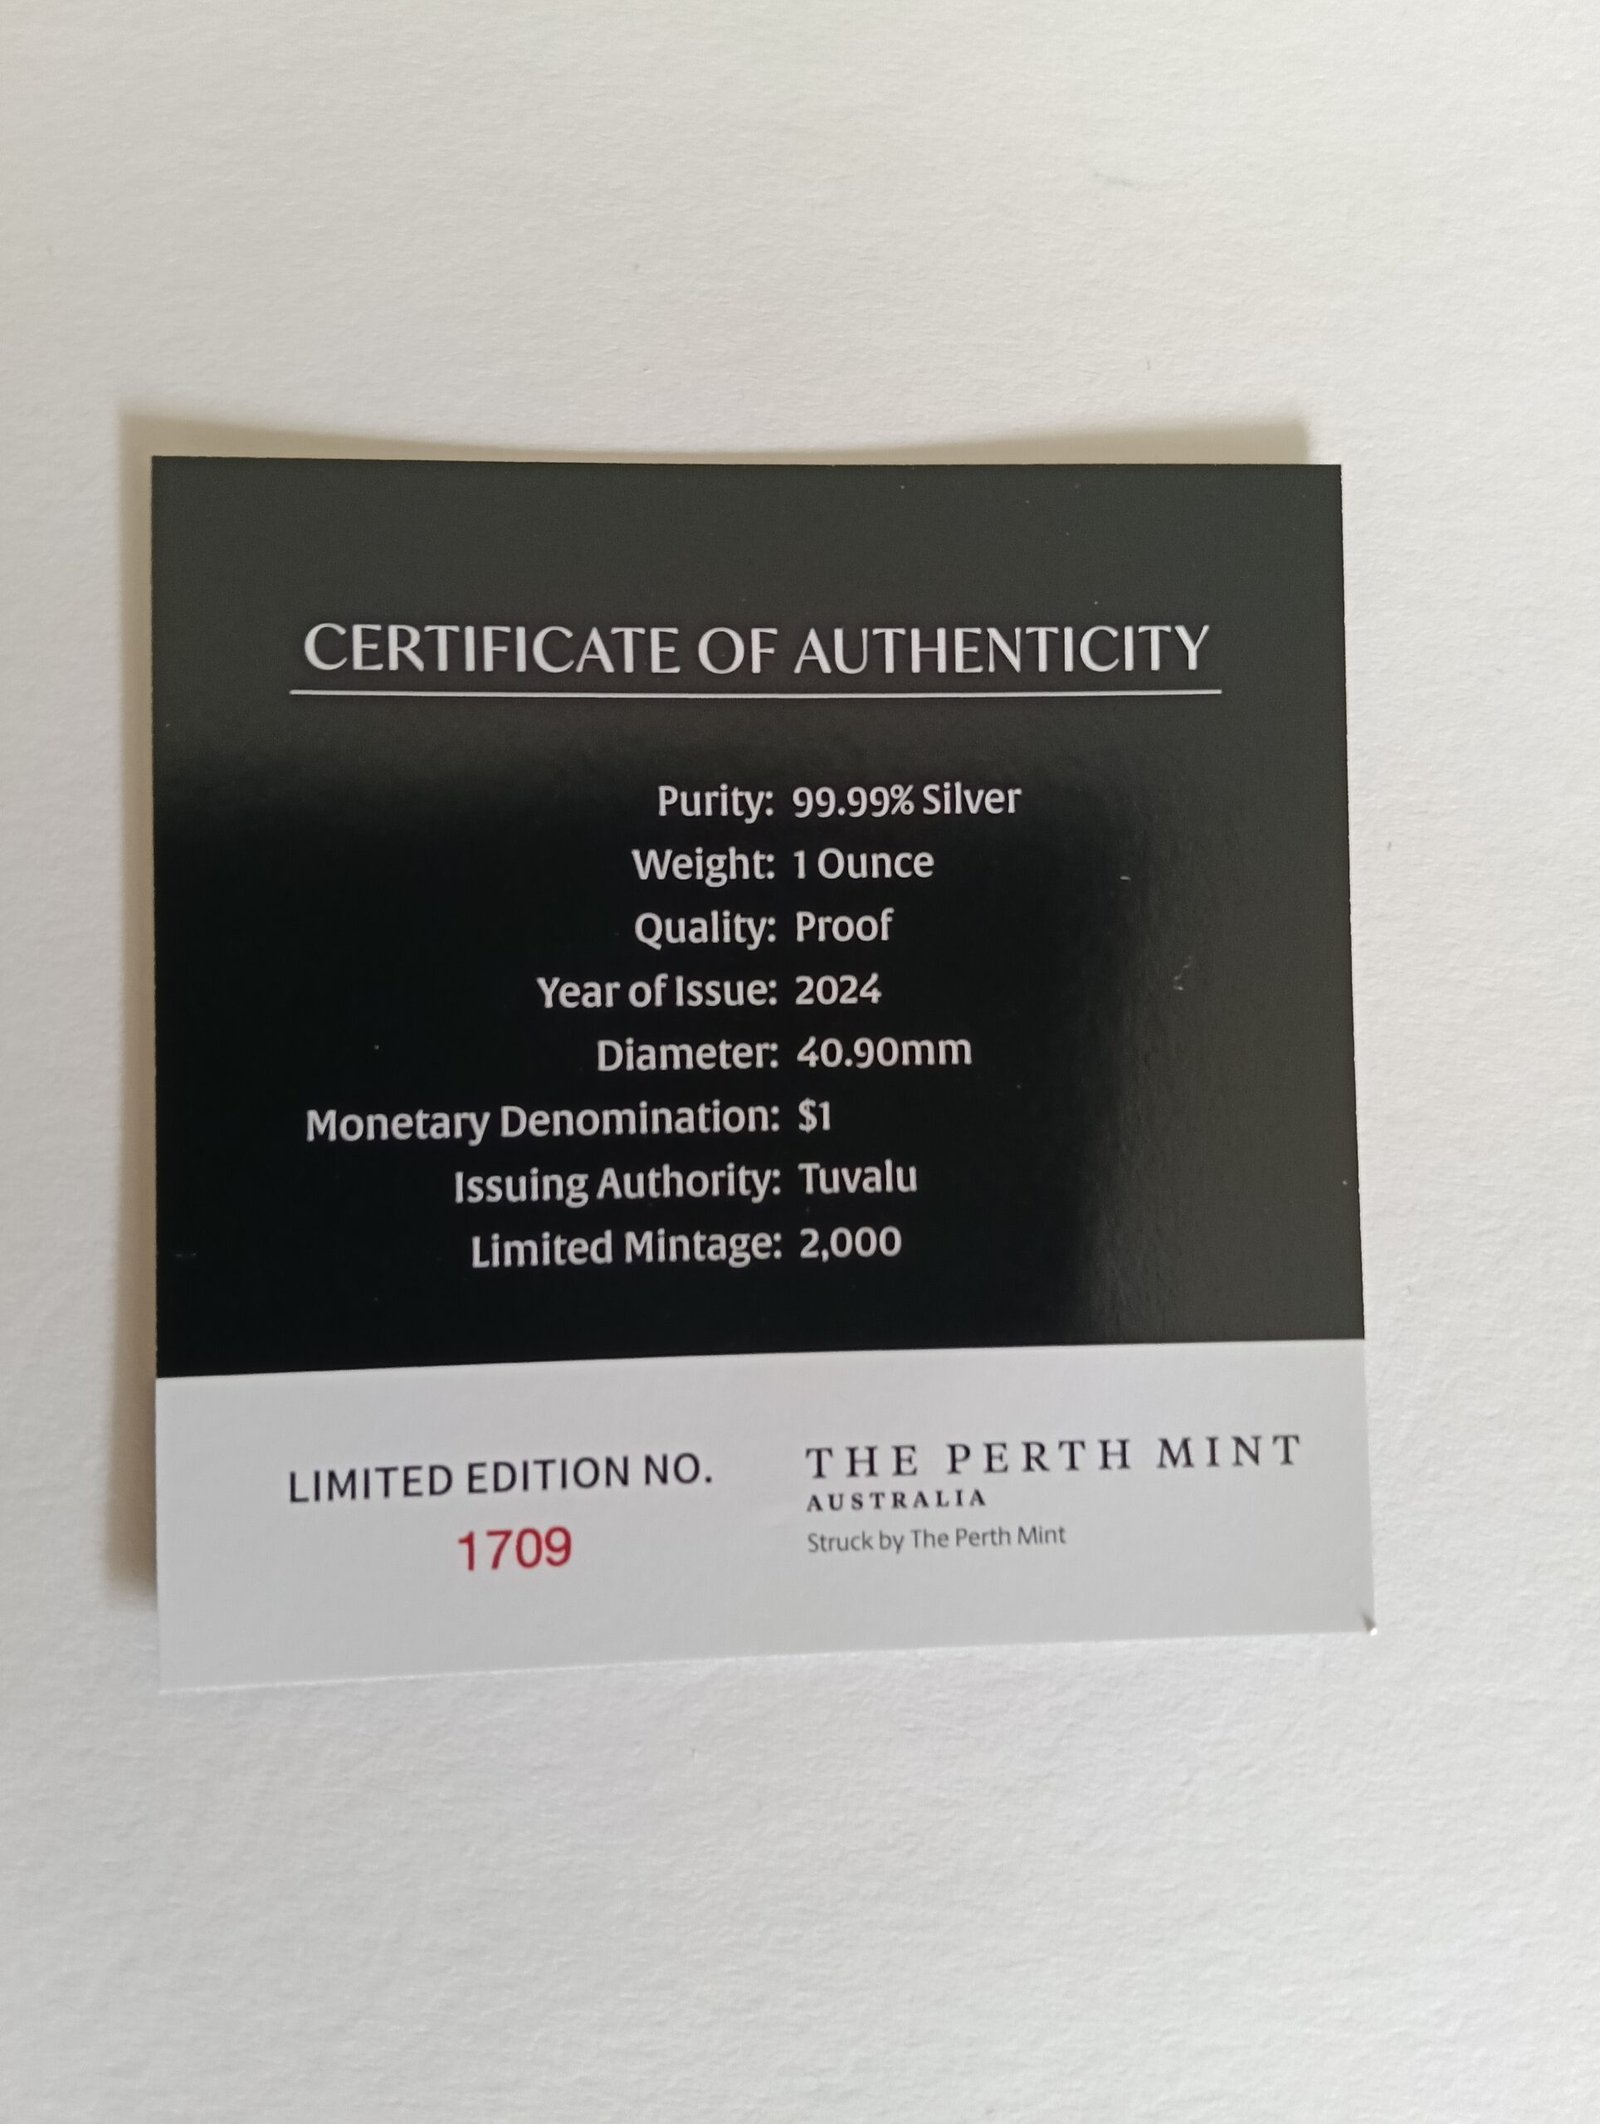 CERTIFICATE OF AUTHENTICITY
Purity: 99.99% Silver
Weight: 1 Ounce
Quality: Proof
Year of Issue: 2024
Diameter: 40.90mm
Monetary Denomination: $1
Issuing Authority: Tuvalu
Limited Mintage: 2,000
LIMITED EDITION NO.
1709
THE PERTH MINT
AUSTRALIA
Struck by The Perth Mint